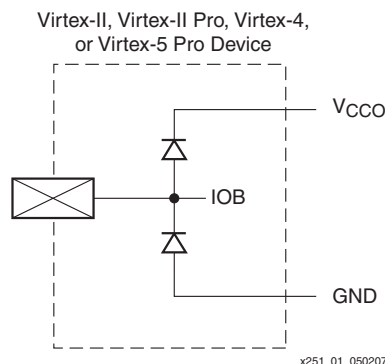 Virtex-II, Virtex-II Pro, Virtex-4,
or Virtex-5 Pro Device
VCCO
IOB
GND
x251_01_050207